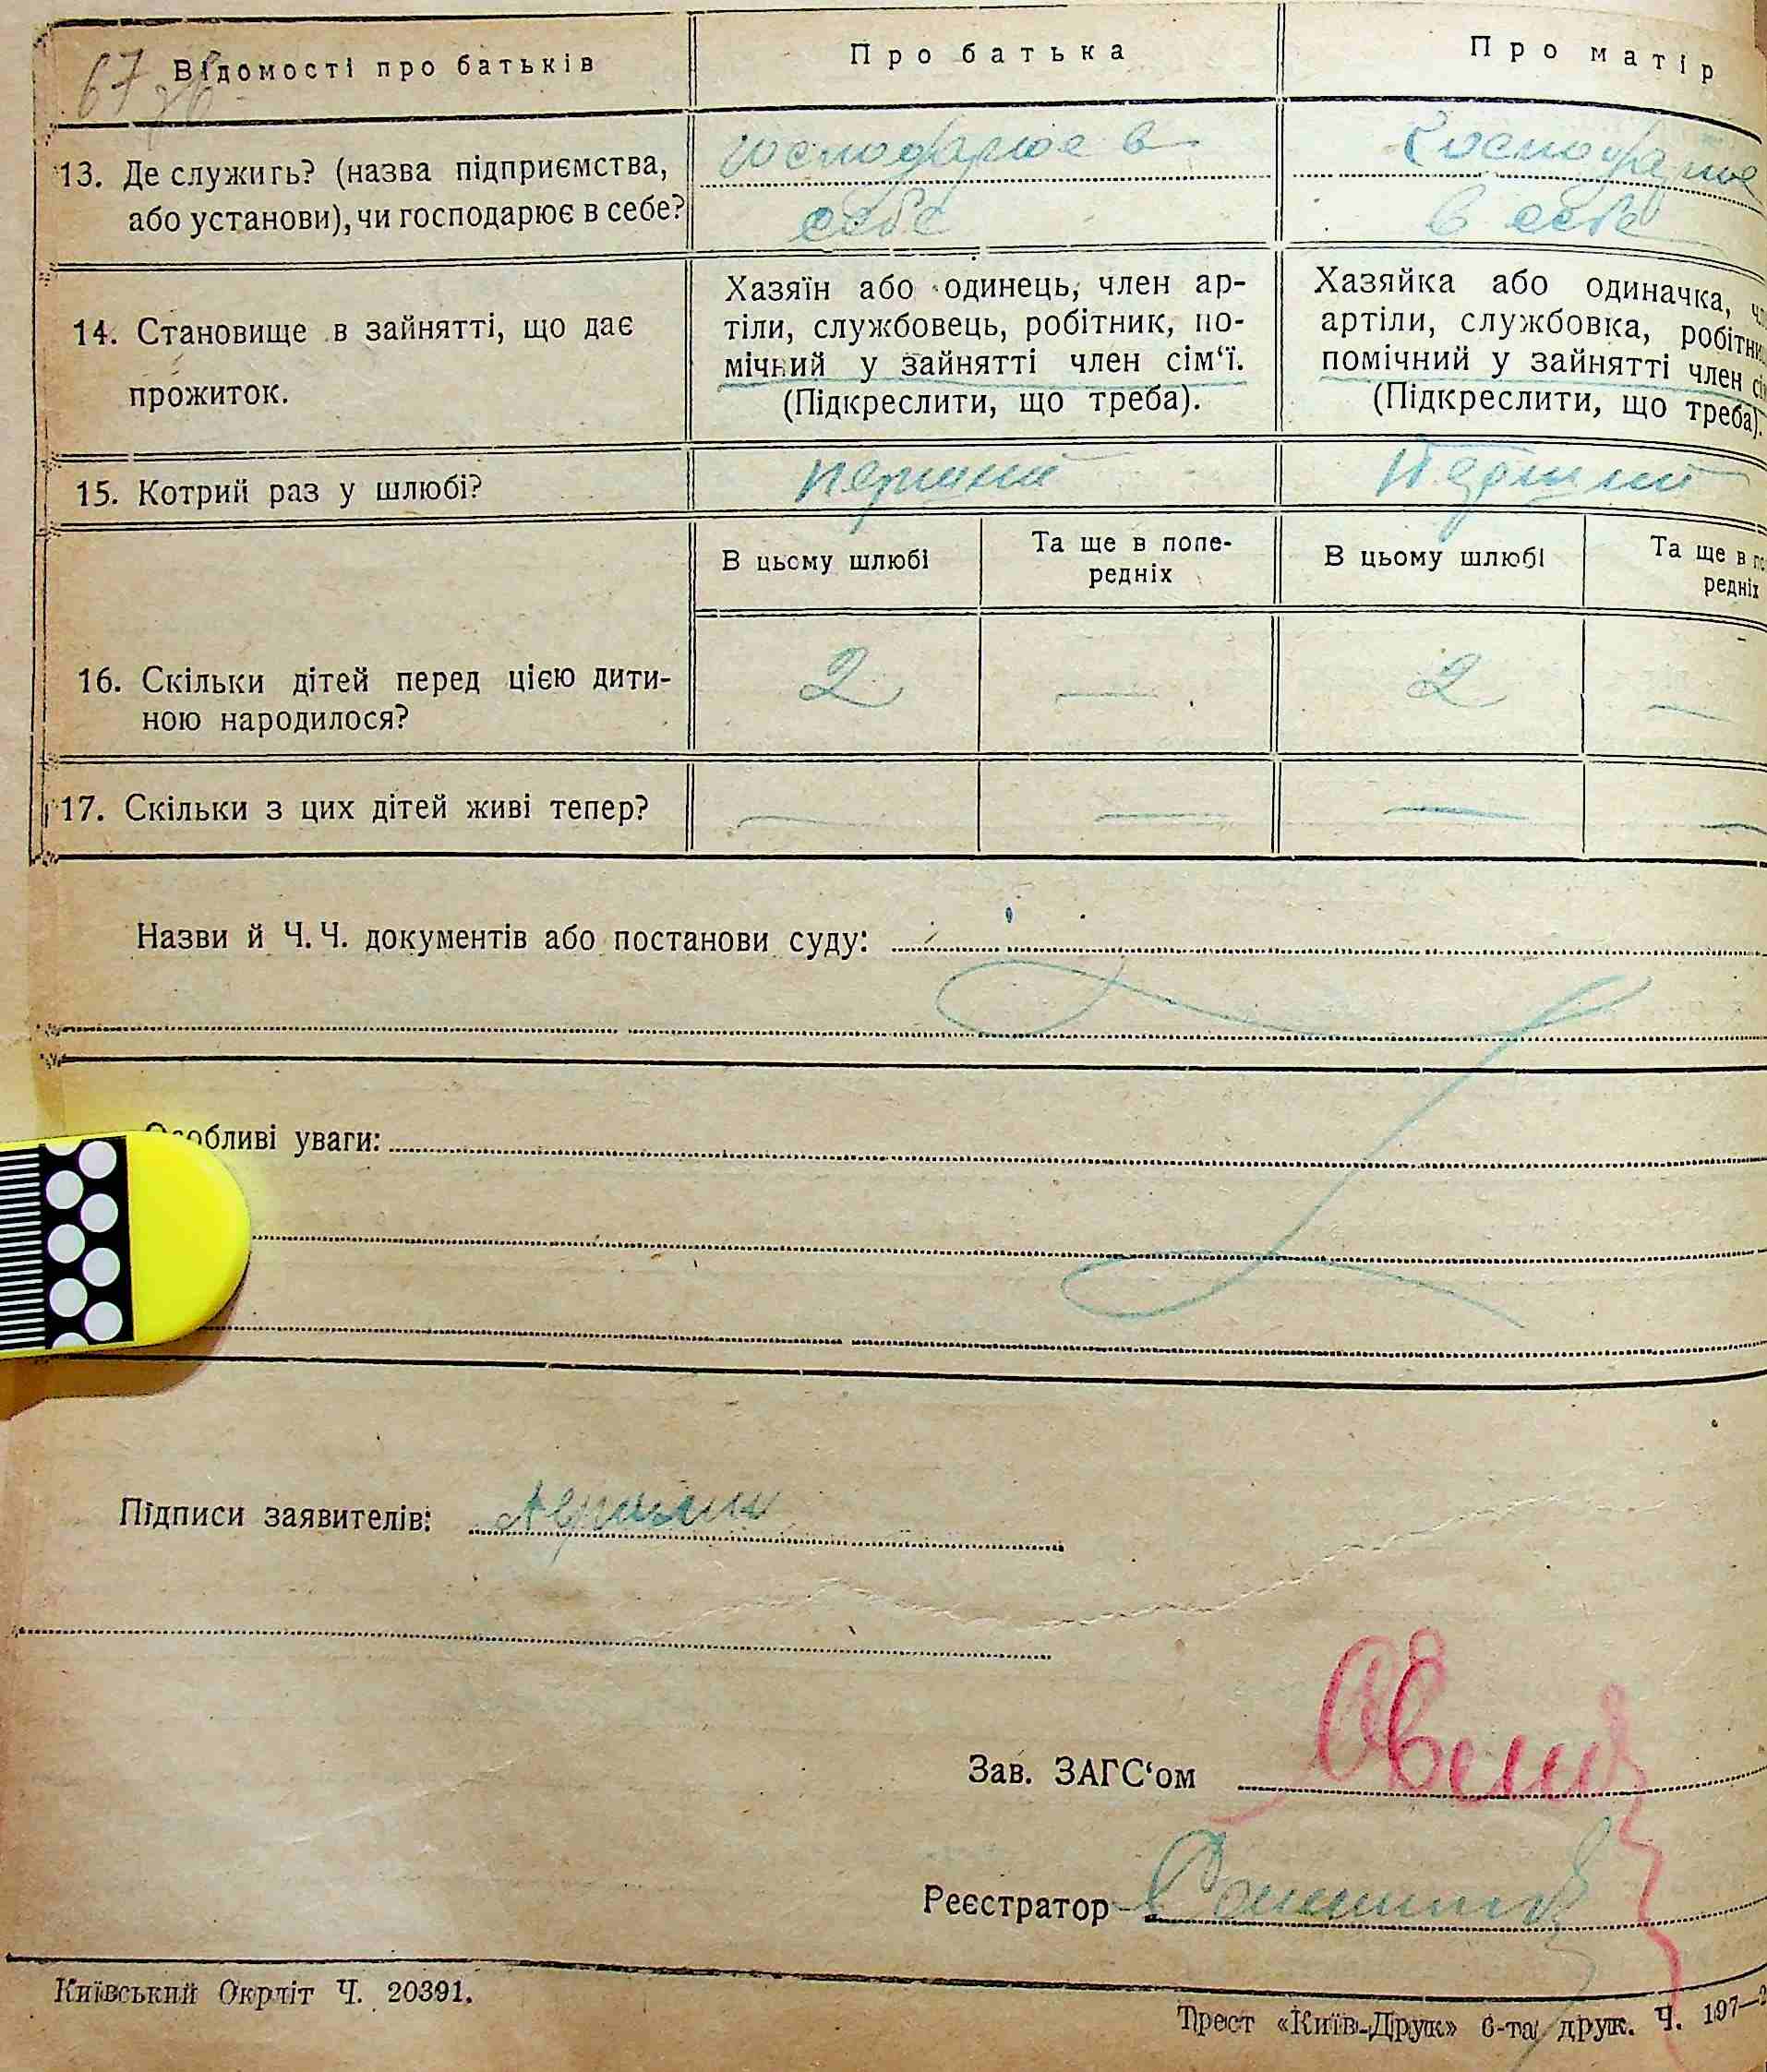 67 зв
Відомості про батьків
Про батька
Про матір
13. Де служить? (назва підприємства,
або установи), чи господарює в себе?
господарює в
себе
Господарює
в себе
14. Становище в зайнятті, що дає
прожиток.
Хазяїн або одинець, член ар-
тіли, службовець, робітник, по-
мічний у зайнятті член сім‘ї.
(Підкреслити, що треба).
Хазяйка або одиначка, чл
артіли, службовка, робітни
помічний у зайнятті член сі
(Підкреслити, що треба).
15. Котрий раз у шлюбі?
перший
Перший
В цьому шлюбі
Та ще в попе-
редніх
В цьому шлюбі
Та ще в по
редніх
16. Скільки дітей перед цією дити-
ною народилося?
2
—
2
—
17. Скільки з цих дітей живі тепер?
—
—
—
—
Назви й Ч. Ч. документів або постанови суду:
Особливі уваги:
Підписи заявителів:
Зав. ЗАГС‘ом
Реєстратор
Київський Окрліт Ч. 20391.
Трест «Київ-Друк» 6-та друк. Ч. 197—2